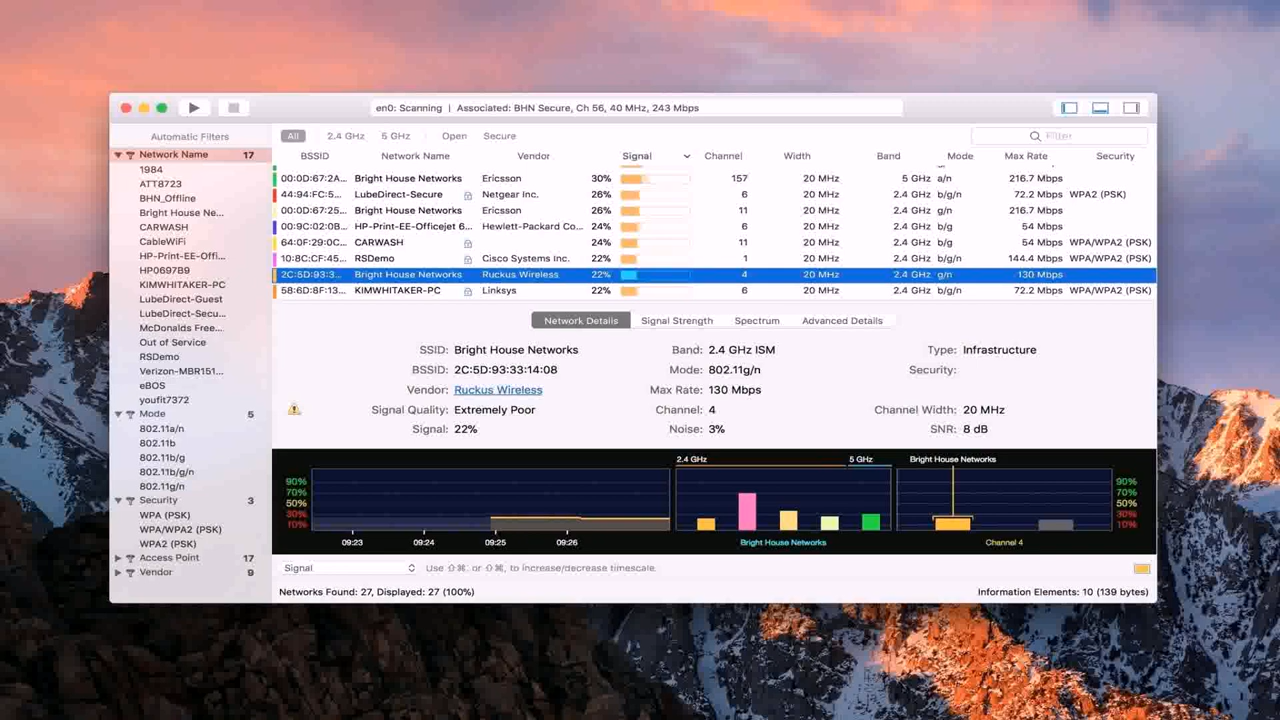 en0: Scanning | Associated: BHN Secure, Ch 56, 40 MHz, 243 Mbps
Automatic Filters
Network Name 17
1984
ATT8723
BHN_Offline
Bright House Ne...
CARWASH
CableWiFi
HP-Print-EE-Offi...
HP0697B9
KIMWHITAKER-PC
LubeDirect-Guest
LubeDirect-Secu...
McDonalds Free...
Out of Service
RSDemo
Verizon-MBR151...
eBOS
youfit7372
Mode 5
802.11a/n
802.11b
802.11b/g
802.11b/g/n
802.11g/n
Security 3
WPA (PSK)
WPA/WPA2 (PSK)
WPA2 (PSK)
Access Point 17
Vendor 9
All 2.4 GHz 5 GHz Open Secure Filter
BSSID Network Name Vendor Signal Channel Width Band Mode Max Rate Security
00:0D:67:2A... Bright House Networks Ericsson 30% 157 20 MHz 5 GHz a/n 216.7 Mbps
44:94:FC:5... LubeDirect-Secure Netgear Inc. 26% 6 20 MHz 2.4 GHz b/g/n 72.2 Mbps WPA2 (PSK)
00:0D:67:25... Bright House Networks Ericsson 26% 11 20 MHz 2.4 GHz g/n 216.7 Mbps
00:9C:02:0B... HP-Print-EE-Officejet 6... Hewlett-Packard Co... 24% 6 20 MHz 2.4 GHz b/g 54 Mbps
64:0F:29:0C... CARWASH 24% 11 20 MHz 2.4 GHz b/g 54 Mbps WPA/WPA2 (PSK)
10:8C:CF:45... RSDemo Cisco Systems, Inc. 22% 1 20 MHz 2.4 GHz b/g/n 144.4 Mbps WPA/WPA2 (PSK)
2C:5D:93:3... Bright House Networks Ruckus Wireless 22% 4 20 MHz 2.4 GHz g/n 130 Mbps
58:6D:8F:13... KIMWHITAKER-PC Linksys 22% 6 20 MHz 2.4 GHz b/g/n 72.2 Mbps WPA/WPA2 (PSK)
Network Details Signal Strength Spectrum Advanced Details
SSID: Bright House Networks Band: 2.4 GHz ISM Type: Infrastructure
BSSID: 2C:5D:93:33:14:08 Mode: 802.11g/n Security:
Vendor: Ruckus Wireless Max Rate: 130 Mbps
Signal Quality: Extremely Poor Channel: 4 Channel Width: 20 MHz
Signal: 22% Noise: 3% SNR: 8 dB
2.4 GHz 5 GHz Bright House Networks
90% 90%
70% 70%
50% 50%
30% 30%
10% 10%
09:23 09:24 09:25 09:26 Bright House Networks Channel 4
Signal Use ⇧⌘. or ⇧⌘, to increase/decrease timescale.
Networks Found: 27, Displayed: 27 (100%) Information Elements: 10 (139 bytes)